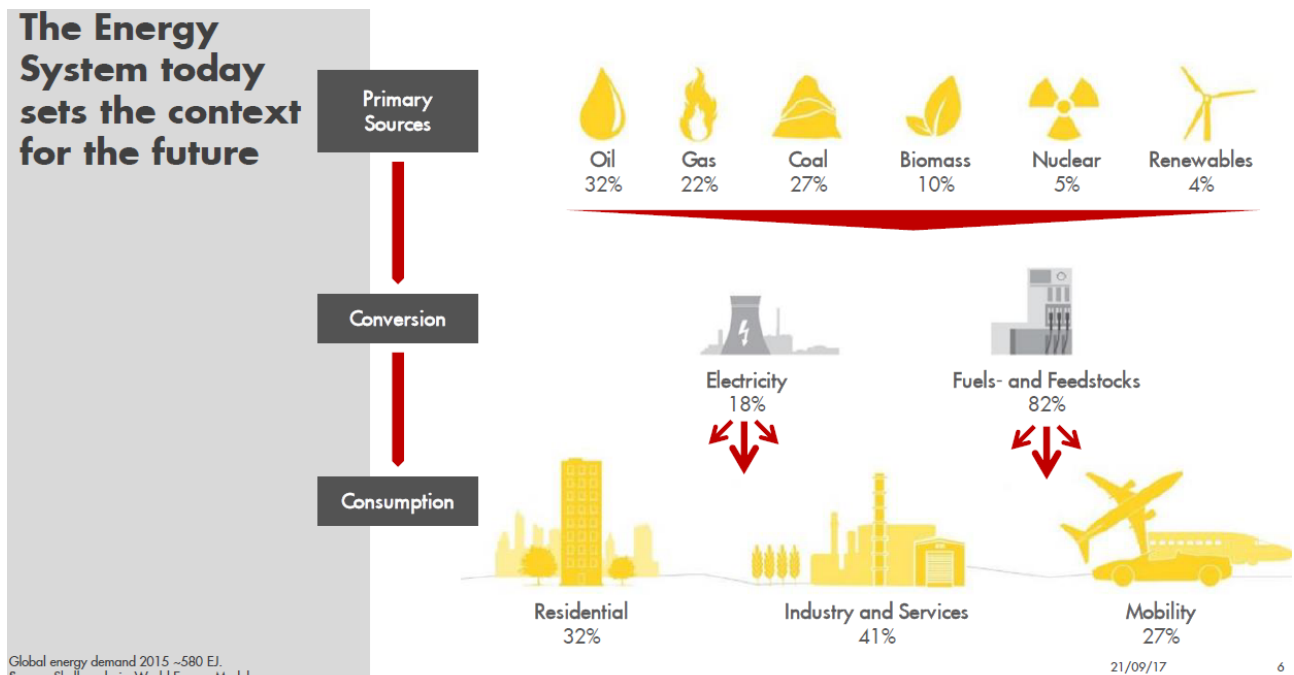 The Energy
System today
sets the context
for the future
Primary
Sources
Oil
32%
Gas
22%
Coal
27%
Biomass
10%
Nuclear
5%
Renewables
4%
Conversion
Electricity
18%
Fuels- and Feedstocks
82%
Consumption
Residential
32%
Industry and Services
41%
Mobility
27%
Global energy demand 2015 ~580 EJ.
21/09/17
6